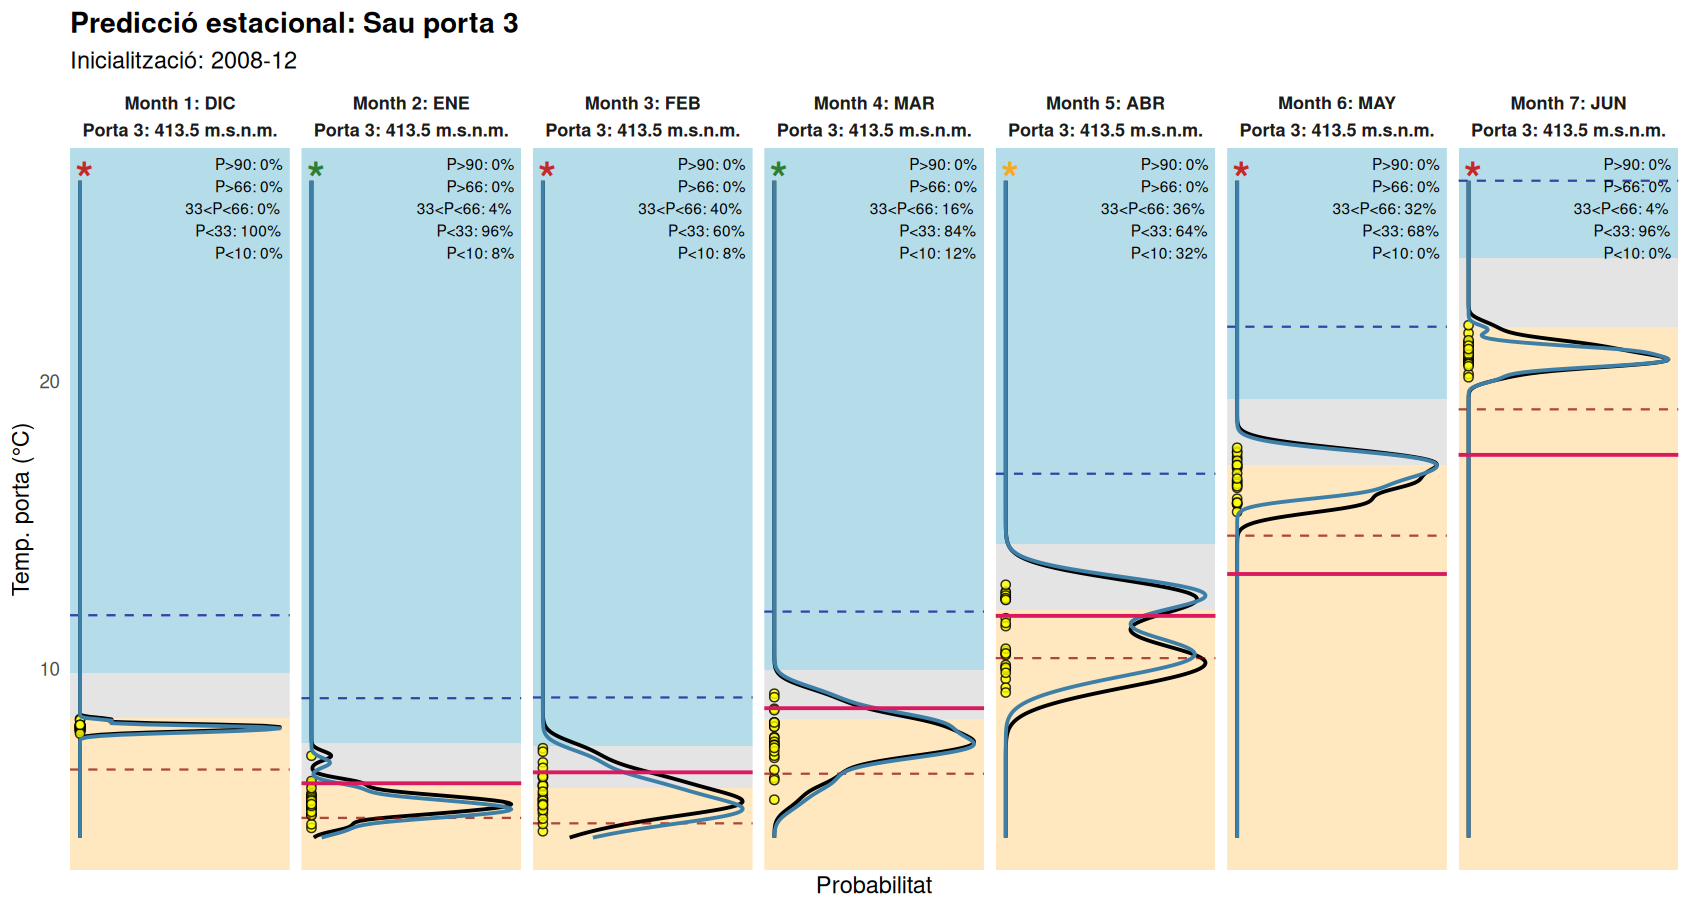 Predicció estacional: Sau porta 3
Inicialització: 2008-12
Month 1: DIC
Porta 3: 413.5 m.s.n.m.
Month 2: ENE
Porta 3: 413.5 m.s.n.m.
Month 3: FEB
Porta 3: 413.5 m.s.n.m.
Month 4: MAR
Porta 3: 413.5 m.s.n.m.
Month 5: ABR
Porta 3: 413.5 m.s.n.m.
Month 6: MAY
Porta 3: 413.5 m.s.n.m.
Month 7: JUN
Porta 3: 413.5 m.s.n.m.
*
P>90: 0%
P>66: 0%
33<P<66: 0%
P<33: 100%
P<10: 0%
*
P>90: 0%
P>66: 0%
33<P<66: 4%
P<33: 96%
P<10: 8%
*
P>90: 0%
P>66: 0%
33<P<66: 40%
P<33: 60%
P<10: 8%
*
P>90: 0%
P>66: 0%
33<P<66: 16%
P<33: 84%
P<10: 12%
*
P>90: 0%
P>66: 0%
33<P<66: 36%
P<33: 64%
P<10: 32%
*
P>90: 0%
P>66: 0%
33<P<66: 32%
P<33: 68%
P<10: 0%
*
P>90: 0%
P>66: 0%
33<P<66: 4%
P<33: 96%
P<10: 0%
20
10
Temp. porta (°C)
Probabilitat